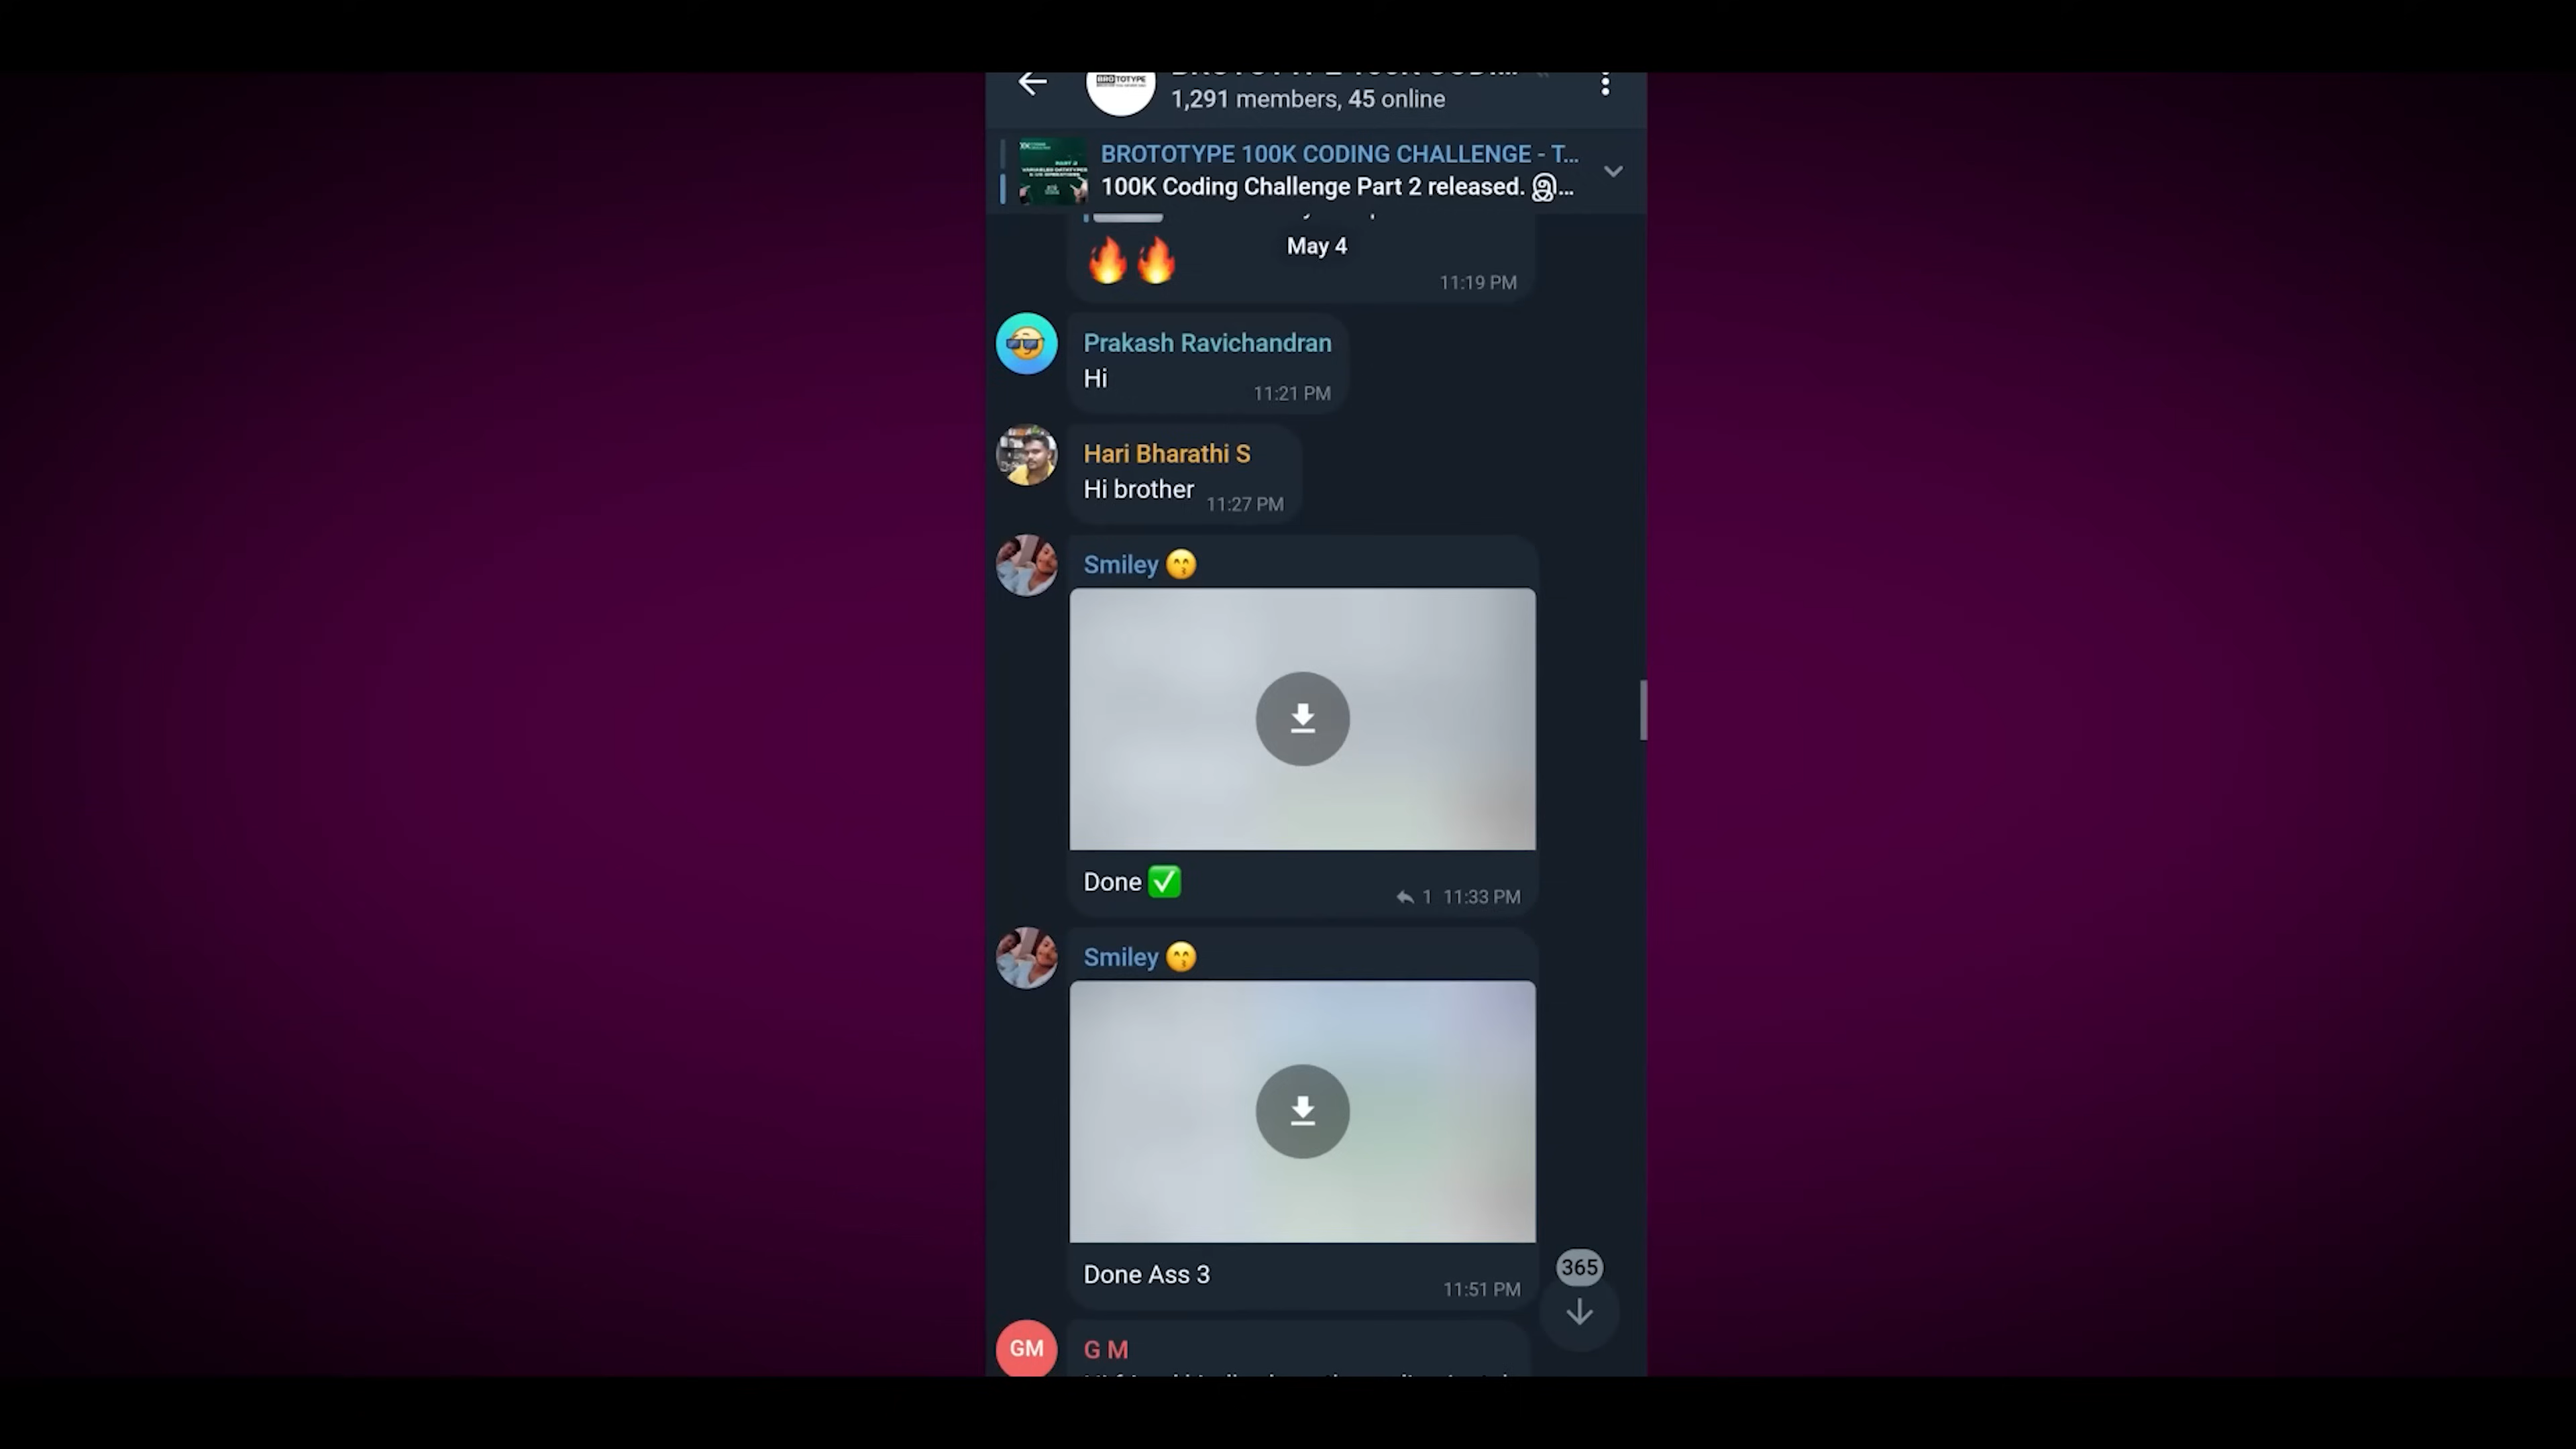 1,291 members, 45 online
BROTOTYPE 100K CODING CHALLENGE - T...
100K Coding Challenge Part 2 released. இ...
PART 2
May 4
🔥🔥
11:19 PM
Prakash Ravichandran
Hi
11:21 PM
Hari Bharathi S
Hi brother
11:27 PM
Smiley 😙
Done ✅
1 11:33 PM
Smiley 😙
Done Ass 3
11:51 PM
365
GM
G M